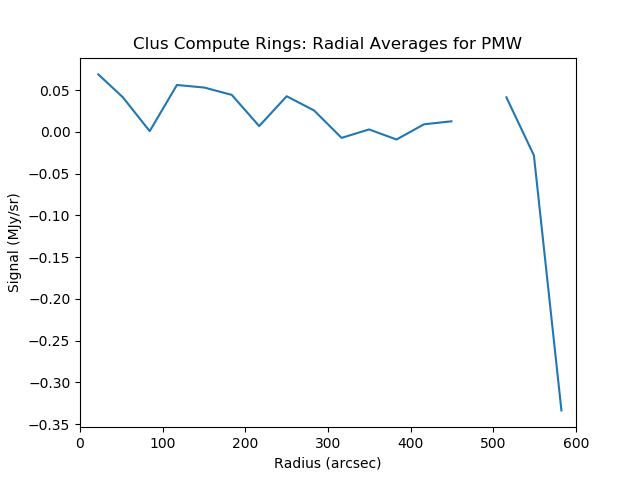 Clus Compute Rings: Radial Averages for PMW
0.05
0.00
−0.05
−0.10
−0.15
−0.20
−0.25
−0.30
−0.35
Signal (MJy/sr)
0 100 200 300 400 500 600
Radius (arcsec)